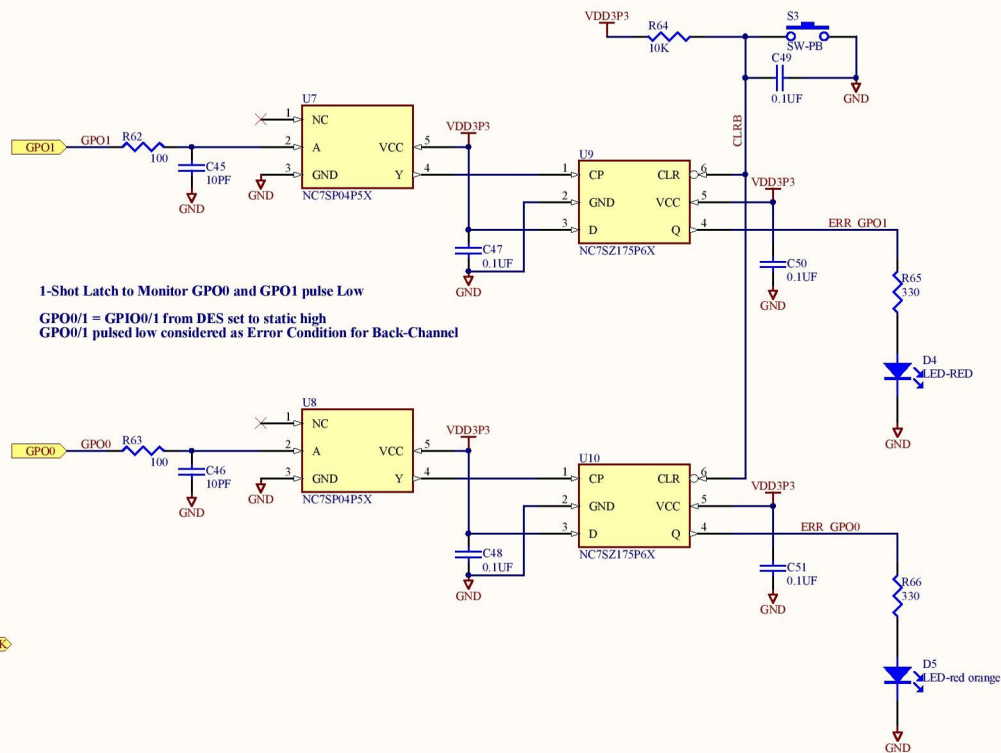 VDD3P3
R64
10K
S3
SW-PB
C49
0.1UF
GND
CLRB
GPO1
GPO1
R62
100
C45
10PF
GND
GND
U7
1
NC
2
A
3
GND
VCC
5
Y
4
NC7SP04P5X
VDD3P3
C47
0.1UF
GND
U9
1
CP
2
GND
3
D
CLR
6
VCC
5
Q
4
NC7SZ175P6X
VDD3P3
C50
0.1UF
GND
ERR_GPO1
R65
330
D4
LED-RED
GND
1-Shot Latch to Monitor GPO0 and GPO1 pulse Low
GPO0/1 = GPIO0/1 from DES set to static high
GPO0/1 pulsed low considered as Error Condition for Back-Channel
GPO0
GPO0
R63
100
C46
10PF
GND
GND
U8
1
NC
2
A
3
GND
VCC
5
Y
4
NC7SP04P5X
VDD3P3
C48
0.1UF
GND
U10
1
CP
2
GND
3
D
CLR
6
VCC
5
Q
4
NC7SZ175P6X
VDD3P3
C51
0.1UF
GND
ERR_GPO0
R66
330
D5
LED-red orange
GND
K